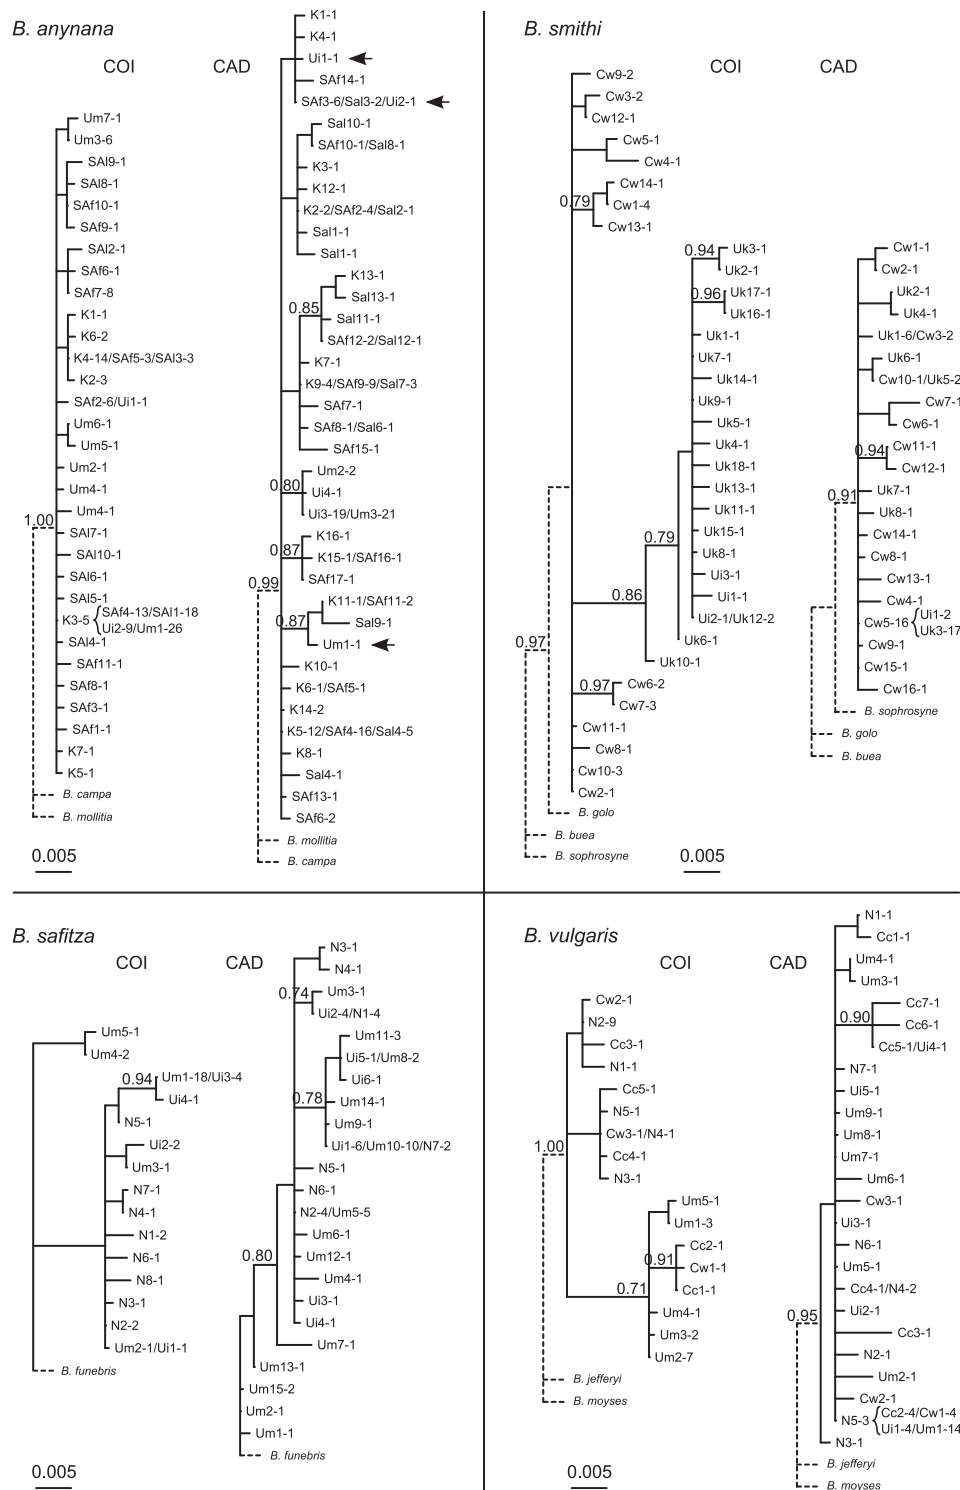 B. anynana
COI
CAD
Um7-1
Um3-6
SAl9-1
SAl8-1
SAf10-1
SAf9-1
SAl2-1
SAf6-1
SAf7-8
K1-1
K6-2
K4-14/SAf5-3/SAl3-3
K2-3
SAf2-6/Ui1-1
Um6-1
Um5-1
Um2-1
Um4-1
Um4-1
1.00
SAl7-1
SAl10-1
SAl6-1
SAl5-1
K3-5
SAf4-13/SAl1-18
Ui2-9/Um1-26
SAl4-1
SAf11-1
SAf8-1
SAf3-1
SAf1-1
K7-1
K5-1
B. campa
B. mollitia
0.005
K1-1
K4-1
Ui1-1
SAf14-1
SAf3-6/Sal3-2/Ui2-1
Sal10-1
SAf10-1/Sal8-1
K3-1
K12-1
K2-2/SAf2-4/Sal2-1
Sal1-1
Sal1-1
K13-1
Sal13-1
0.85
Sal11-1
SAf12-2/Sal12-1
K7-1
K9-4/SAf9-9/Sal7-3
SAf7-1
SAf8-1/Sal6-1
SAf15-1
Um2-2
0.80
Ui4-1
Ui3-19/Um3-21
K16-1
0.87
K15-1/SAf16-1
SAf17-1
0.99
K11-1/SAf11-2
Sal9-1
0.87
Um1-1
K10-1
K6-1/SAf5-1
K14-2
K5-12/SAf4-16/Sal4-5
K8-1
Sal4-1
SAf13-1
SAf6-2
B. mollitia
B. campa
B. smithi
COI
CAD
Cw9-2
Cw3-2
Cw12-1
Cw5-1
Cw4-1
Cw14-1
0.79
Cw1-4
Cw13-1
0.94
Uk3-1
Uk2-1
0.96
Uk17-1
Uk16-1
Uk1-1
Uk7-1
Uk14-1
Uk9-1
Uk5-1
Uk4-1
Uk18-1
Uk13-1
Uk11-1
Uk15-1
0.79
Uk8-1
Ui3-1
0.86
Ui1-1
Ui2-1/Uk12-2
Uk6-1
Uk10-1
0.97
0.97
Cw6-2
Cw7-3
Cw11-1
Cw8-1
Cw10-3
Cw2-1
B. golo
B. buea
B. sophrosyne
0.005
Cw1-1
Cw2-1
Uk2-1
Uk4-1
Uk1-6/Cw3-2
Uk6-1
Cw10-1/Uk5-2
Cw7-1
Cw6-1
0.94
Cw11-1
Cw12-1
0.91
Uk7-1
Uk8-1
Cw14-1
Cw8-1
Cw13-1
Cw4-1
Cw5-16
Ui1-2
Uk3-17
Cw9-1
Cw15-1
Cw16-1
B. sophrosyne
B. golo
B. buea
B. safitza
COI
CAD
Um5-1
Um4-2
0.94
Um1-18/Ui3-4
Ui4-1
N5-1
Ui2-2
Um3-1
N7-1
N4-1
N1-2
N6-1
N8-1
N3-1
N2-2
Um2-1/Ui1-1
B. funebris
0.005
N3-1
N4-1
0.74
Um3-1
Ui2-4/N1-4
Um11-3
Ui5-1/Um8-2
Ui6-1
0.78
Um14-1
Um9-1
Ui1-6/Um10-10/N7-2
N5-1
N6-1
N2-4/Um5-5
Um6-1
0.80
Um12-1
Um4-1
Ui3-1
Ui4-1
Um7-1
Um13-1
Um15-2
Um2-1
Um1-1
B. funebris
B. vulgaris
COI
CAD
Cw2-1
N2-9
Cc3-1
N1-1
Cc5-1
N5-1
1.00
Cw3-1/N4-1
Cc4-1
N3-1
Um5-1
Um1-3
Cc2-1
0.91
Cw1-1
0.71
Cc1-1
Um4-1
Um3-2
Um2-7
B. jefferyi
B. moyses
0.005
N1-1
Cc1-1
Um4-1
Um3-1
Cc7-1
0.90
Cc6-1
Cc5-1/Ui4-1
N7-1
Ui5-1
Um9-1
Um8-1
Um7-1
Um6-1
Cw3-1
Ui3-1
N6-1
Um5-1
Cc4-1/N4-2
0.95
Ui2-1
Cc3-1
N2-1
Um2-1
Cw2-1
N5-3
Cc2-4/Cw1-4
Ui1-4/Um1-14
N3-1
B. jefferyi
B. moyses